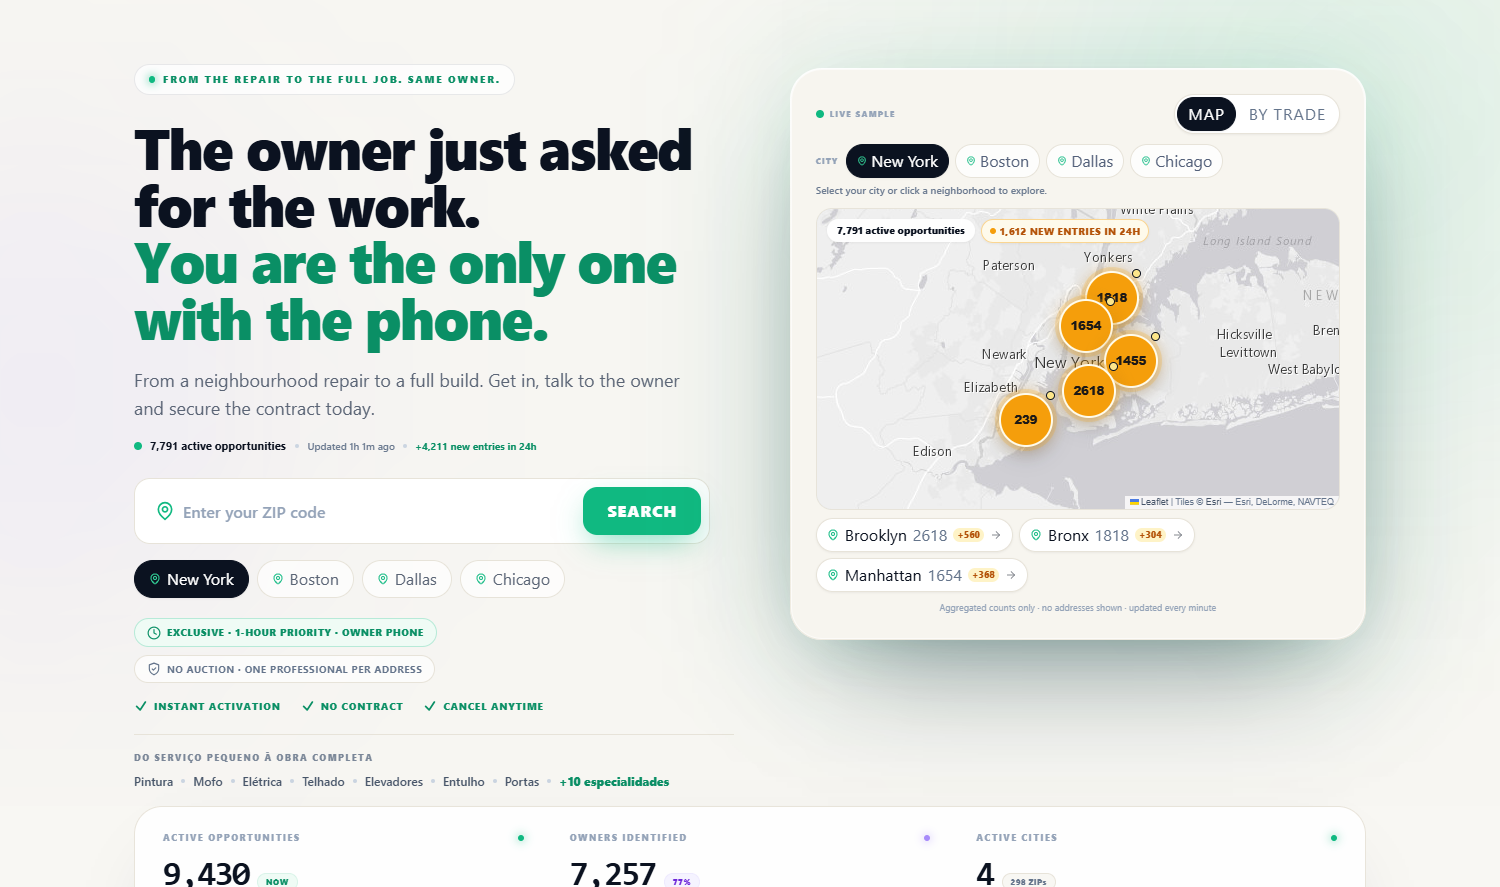 FROM THE REPAIR TO THE FULL JOB. SAME OWNER.
The owner just asked
for the work.
You are the only one
with the phone.
From a neighbourhood repair to a full build. Get in, talk to the owner
and secure the contract today.
7,791 active opportunities • Updated 1h 1m ago • +4,211 new entries in 24h
Enter your ZIP code
SEARCH
New York
Boston
Dallas
Chicago
EXCLUSIVE · 1-HOUR PRIORITY · OWNER PHONE
NO AUCTION · ONE PROFESSIONAL PER ADDRESS
INSTANT ACTIVATION
NO CONTRACT
CANCEL ANYTIME
DO SERVIÇO PEQUENO À OBRA COMPLETA
Pintura • Mofo • Elétrica • Telhado • Elevadores • Entulho • Portas • +10 especialidades
LIVE SAMPLE
MAP
BY TRADE
CITY
New York
Boston
Dallas
Chicago
Select your city or click a neighborhood to explore.
7,791 active opportunities
1,612 NEW ENTRIES IN 24H
White Plains
Long Island Sound
Yonkers
Paterson
NEW
1818
1654
Hicksville
Bren
Levittown
Newark
New York
1455
West Babylo
Elizabeth
2618
239
Edison
Leaflet | Tiles © Esri — Esri, DeLorme, NAVTEQ
Brooklyn 2618 +560 →
Bronx 1818 +304 →
Manhattan 1654 +368 →
Aggregated counts only · no addresses shown · updated every minute
ACTIVE OPPORTUNITIES
9,430 NOW
OWNERS IDENTIFIED
7,257 77%
ACTIVE CITIES
4 298 ZIPs